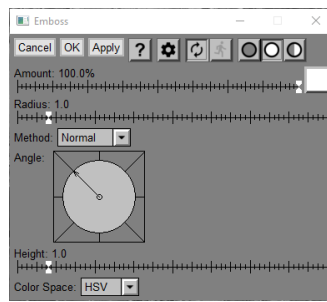 Emboss
Cancel OK Apply ?
Amount: 100.0%
Radius: 1.0
Method: Normal
Angle:
Height: 1.0
Color Space: HSV